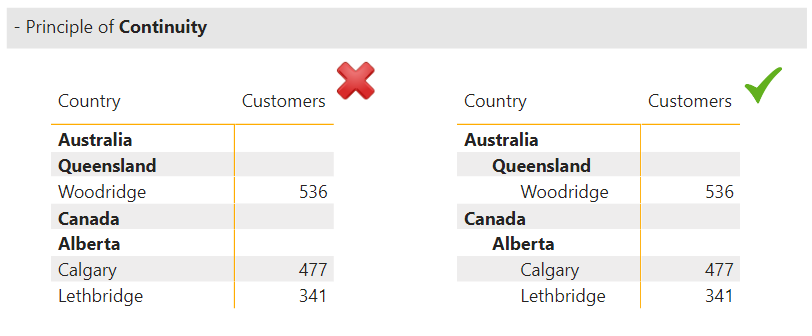 - Principle of Continuity
Country Customers
Australia
Queensland
Woodridge 536
Canada
Alberta
Calgary 477
Lethbridge 341
Country Customers
Australia
Queensland
Woodridge 536
Canada
Alberta
Calgary 477
Lethbridge 341